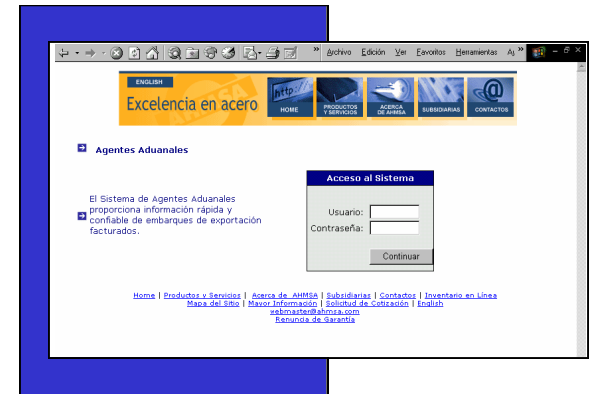 Archivo Edición Ver Favoritos Herramientas Ay »
ENGLISH
Excelencia en acero
http://
HOME
PRODUCTOS
Y SERVICIOS
ACERCA
DE AHMSA
SUBSIDIARIAS
CONTACTOS
Agentes Aduanales
Acceso al Sistema
El Sistema de Agentes Aduanales
proporciona información rápida y
confiable de embarques de exportación
facturados.
Usuario:
Contraseña:
Continuar
Home | Productos y Servicios | Acerca de AHMSA | Subsidiarias | Contactos | Inventario en Línea
Mapa del Sitio | Mayor Información | Solicitud de Cotización | English
webmaster@ahmsa.com
Renuncia de Garantía